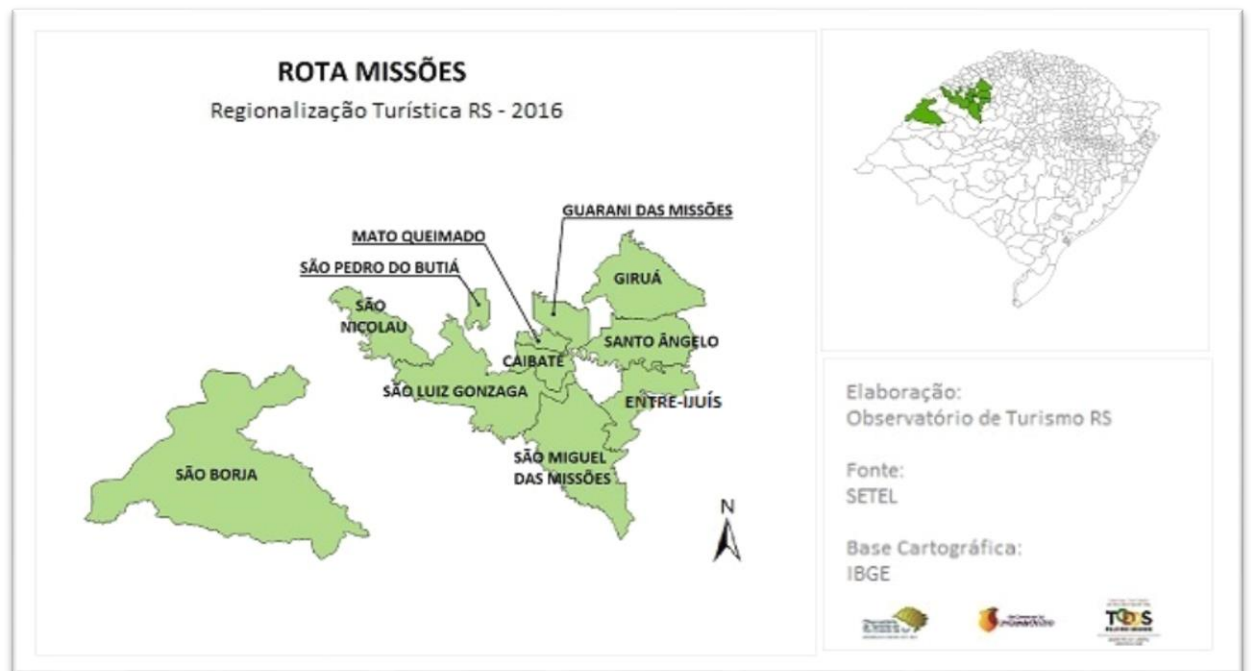 ROTA MISSÕES
Regionalização Turística RS - 2016
GUARANI DAS MISSÕES
MATO QUEIMADO
SÃO PEDRO DO BUTIÁ
GIRUÁ
SÃO
NICOLAU
SANTO ÂNGELO
CAIBATÉ
SÃO LUIZ GONZAGA
ENTRE-IJUÍS
SÃO MIGUEL
DAS MISSÕES
SÃO BORJA
N
Elaboração:
Observatório de Turismo RS
Fonte:
SETEL
Base Cartográfica:
IBGE
TODOS